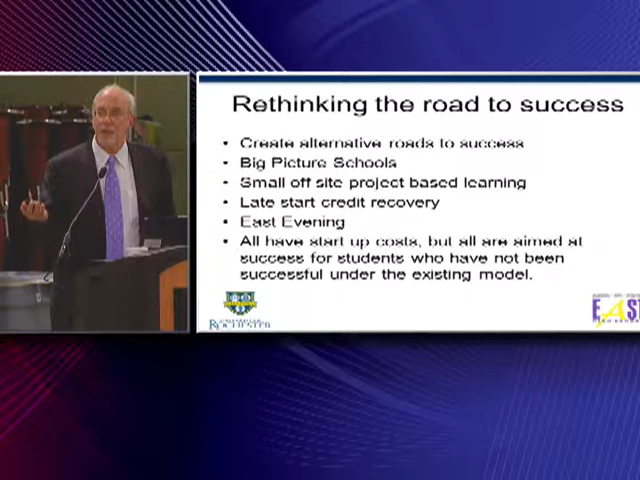 Rethinking the road to success
• Create alternative roads to success
• Big Picture Schools
• Small off site project based learning
• Late start credit recovery
• East Evening
• All have start up costs, but all are aimed at
success for students who have not been
successful under the existing model.
ROCHESTER
EAST